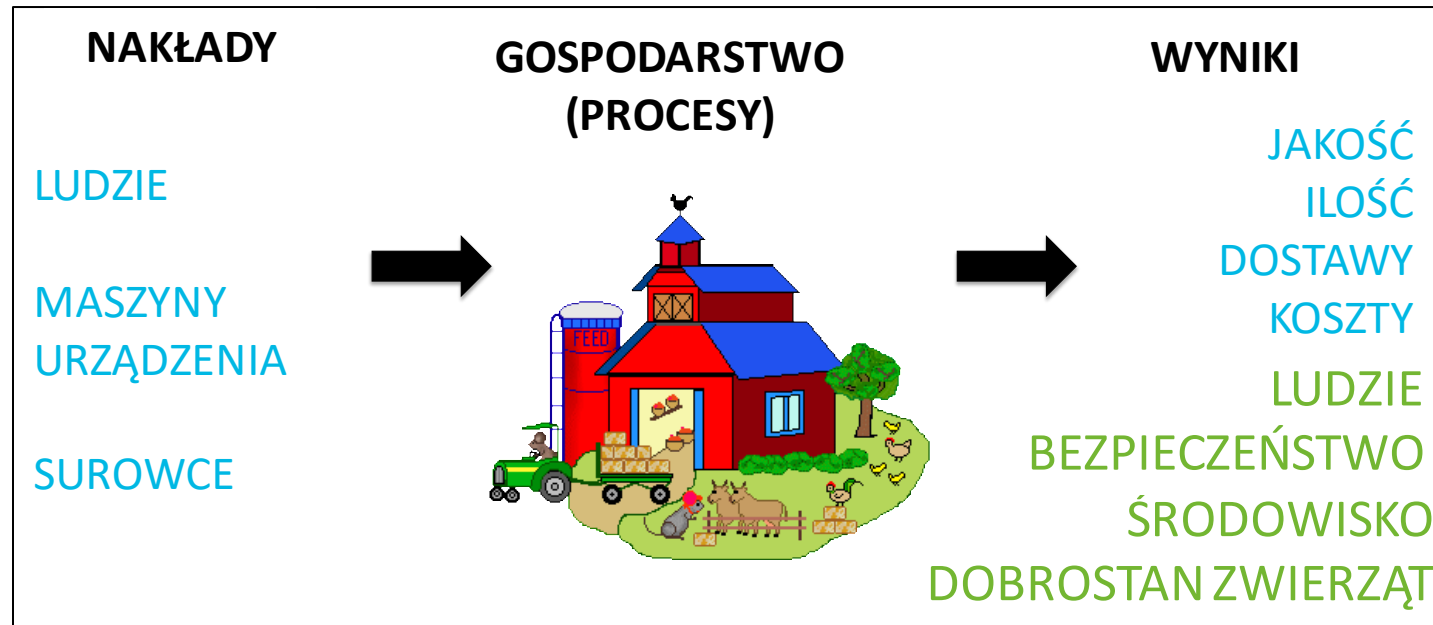 NAKŁADY
LUDZIE
MASZYNY
URZĄDZENIA
SUROWCE
GOSPODARSTWO
(PROCESY)
FEED
WYNIKI
JAKOŚĆ
ILOŚĆ
DOSTAWY
KOSZTY
LUDZIE
BEZPIECZEŃSTWO
ŚRODOWISKO
DOBROSTAN ZWIERZĄT